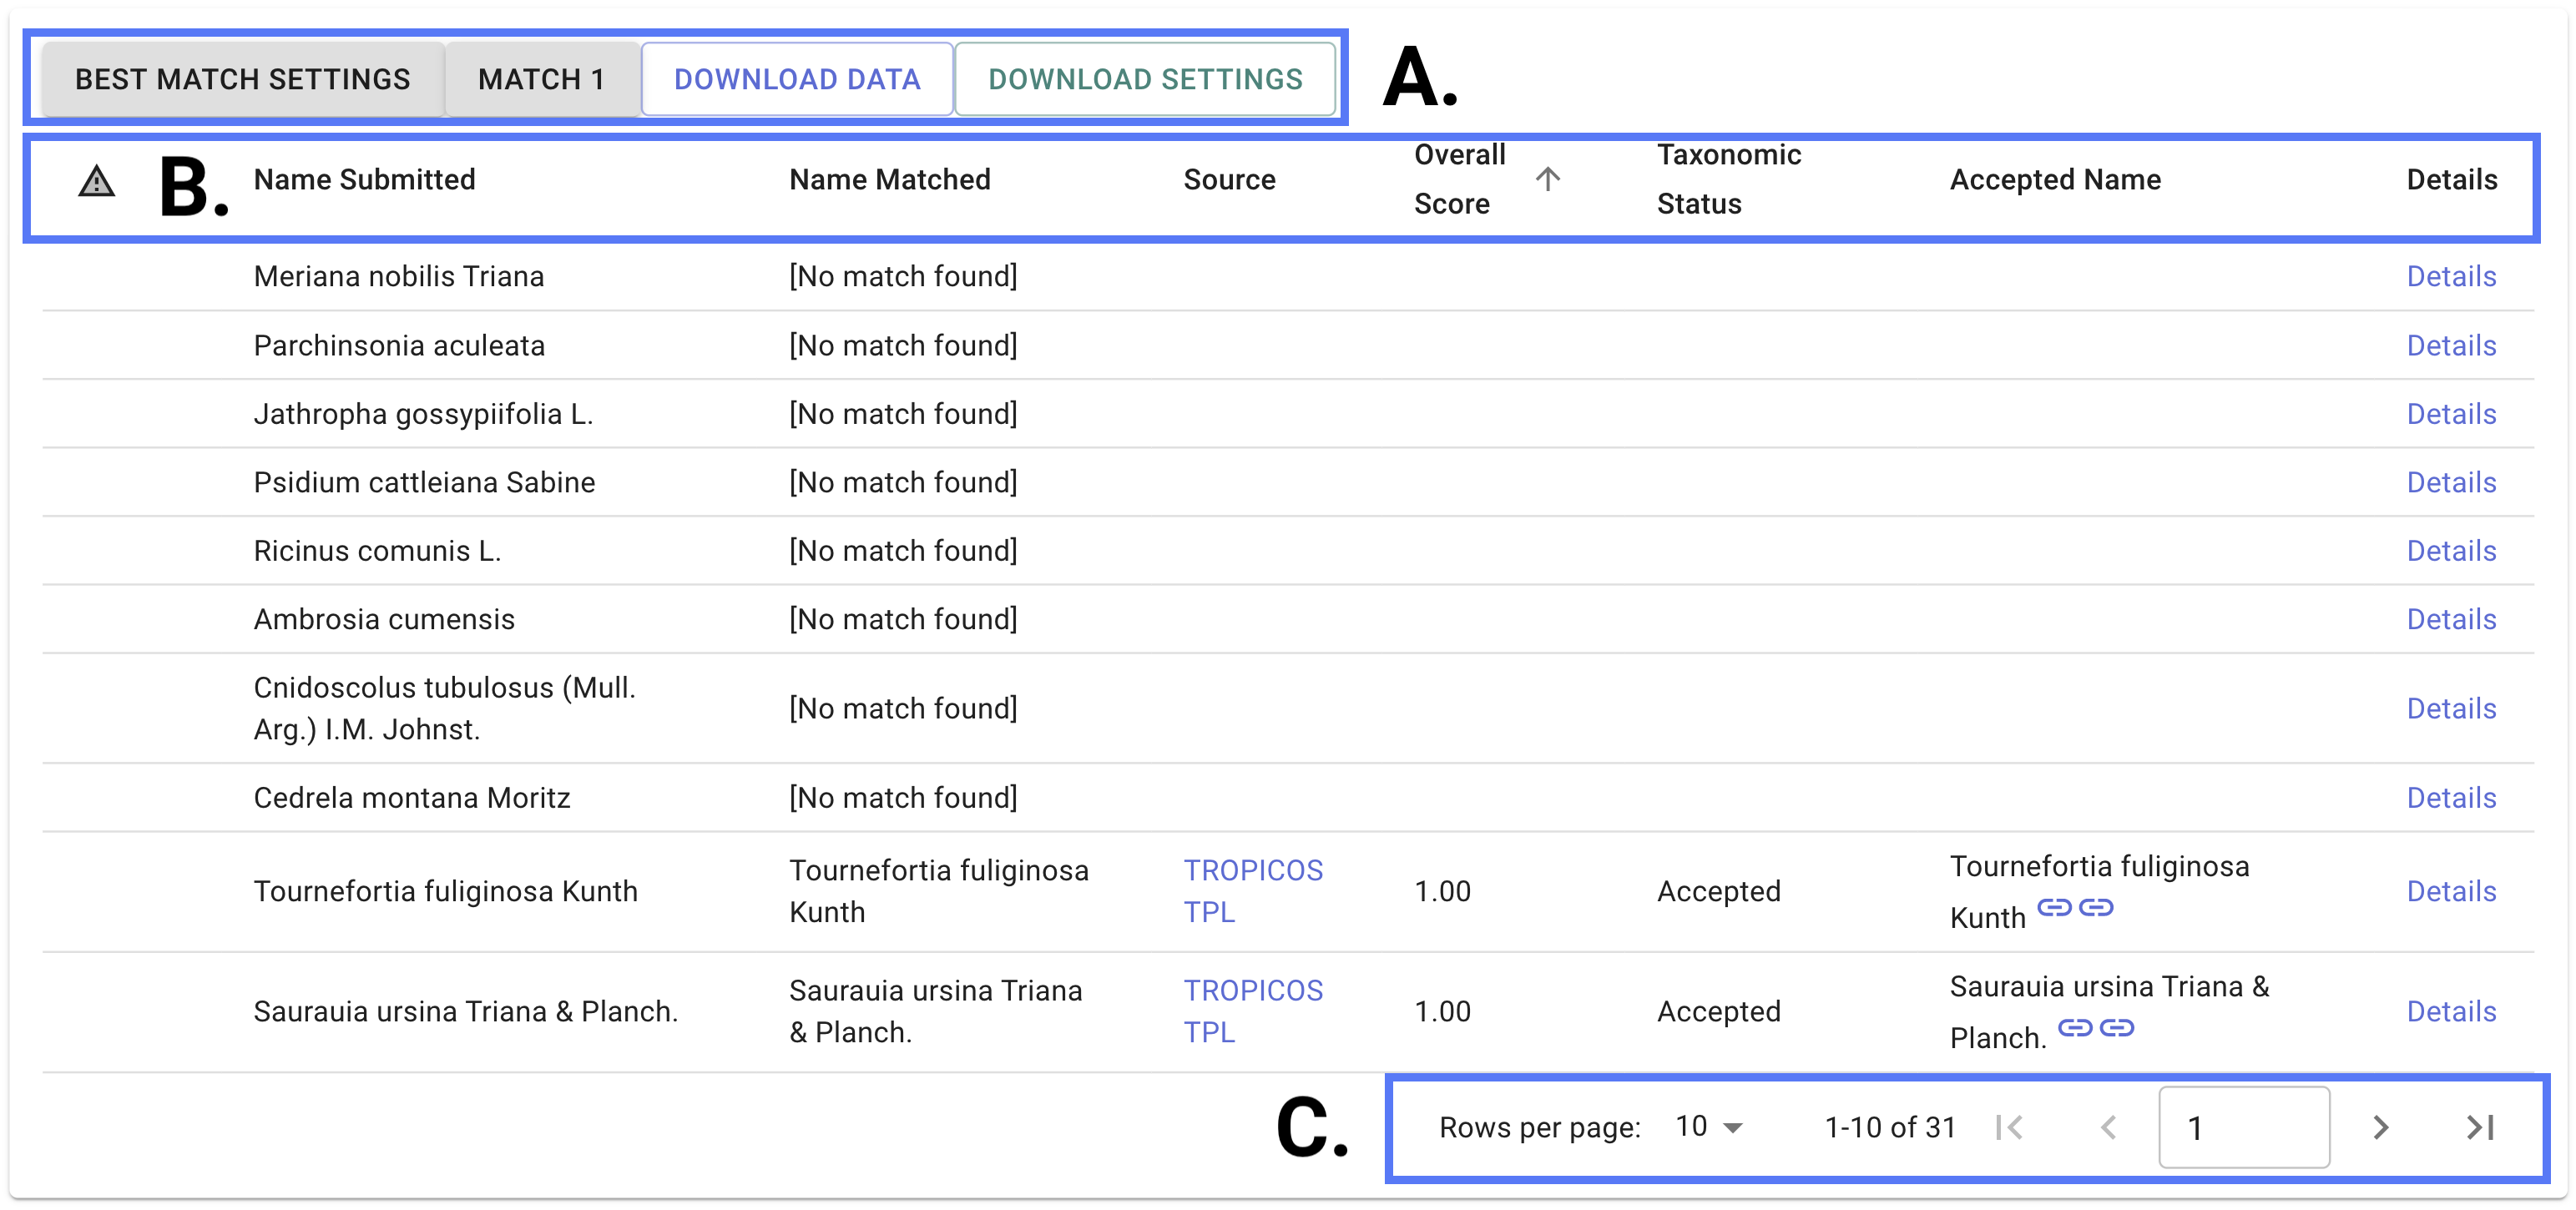 BEST MATCH SETTINGS MATCH 1 DOWNLOAD DATA DOWNLOAD SETTINGS A.
B. Name Submitted Name Matched Source Overall Score Taxonomic Status Accepted Name Details
Meriana nobilis Triana [No match found] Details
Parchinsonia aculeata [No match found] Details
Jathropha gossypiifolia L. [No match found] Details
Psidium cattleiana Sabine [No match found] Details
Ricinus comunis L. [No match found] Details
Ambrosia cumensis [No match found] Details
Cnidoscolus tubulosus (Mull.
Arg.) I.M. Johnst. [No match found] Details
Cedrela montana Moritz [No match found] Details
Tournefortia fuliginosa Kunth Tournefortia fuliginosa Kunth TROPICOS TPL 1.00 Accepted Tournefortia fuliginosa Kunth Details
Saurauia ursina Triana & Planch. Saurauia ursina Triana & Planch. TROPICOS TPL 1.00 Accepted Saurauia ursina Triana & Planch. Details
C. Rows per page: 10 1-10 of 31 1